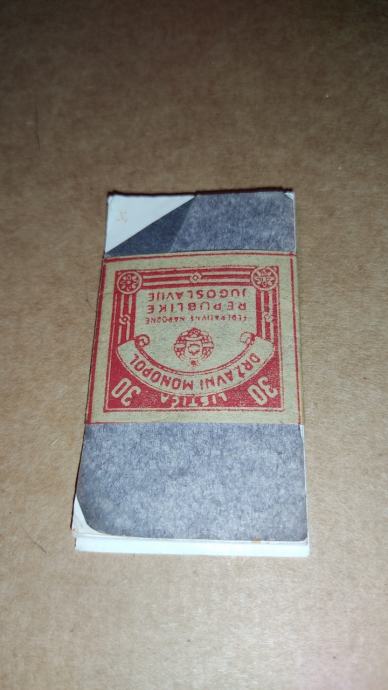 30 LISTIĆA 30
DRŽAVNI MONOPOL
FEDERATIVNE NARODNE
REPUBLIKE
JUGOSLAVIJE